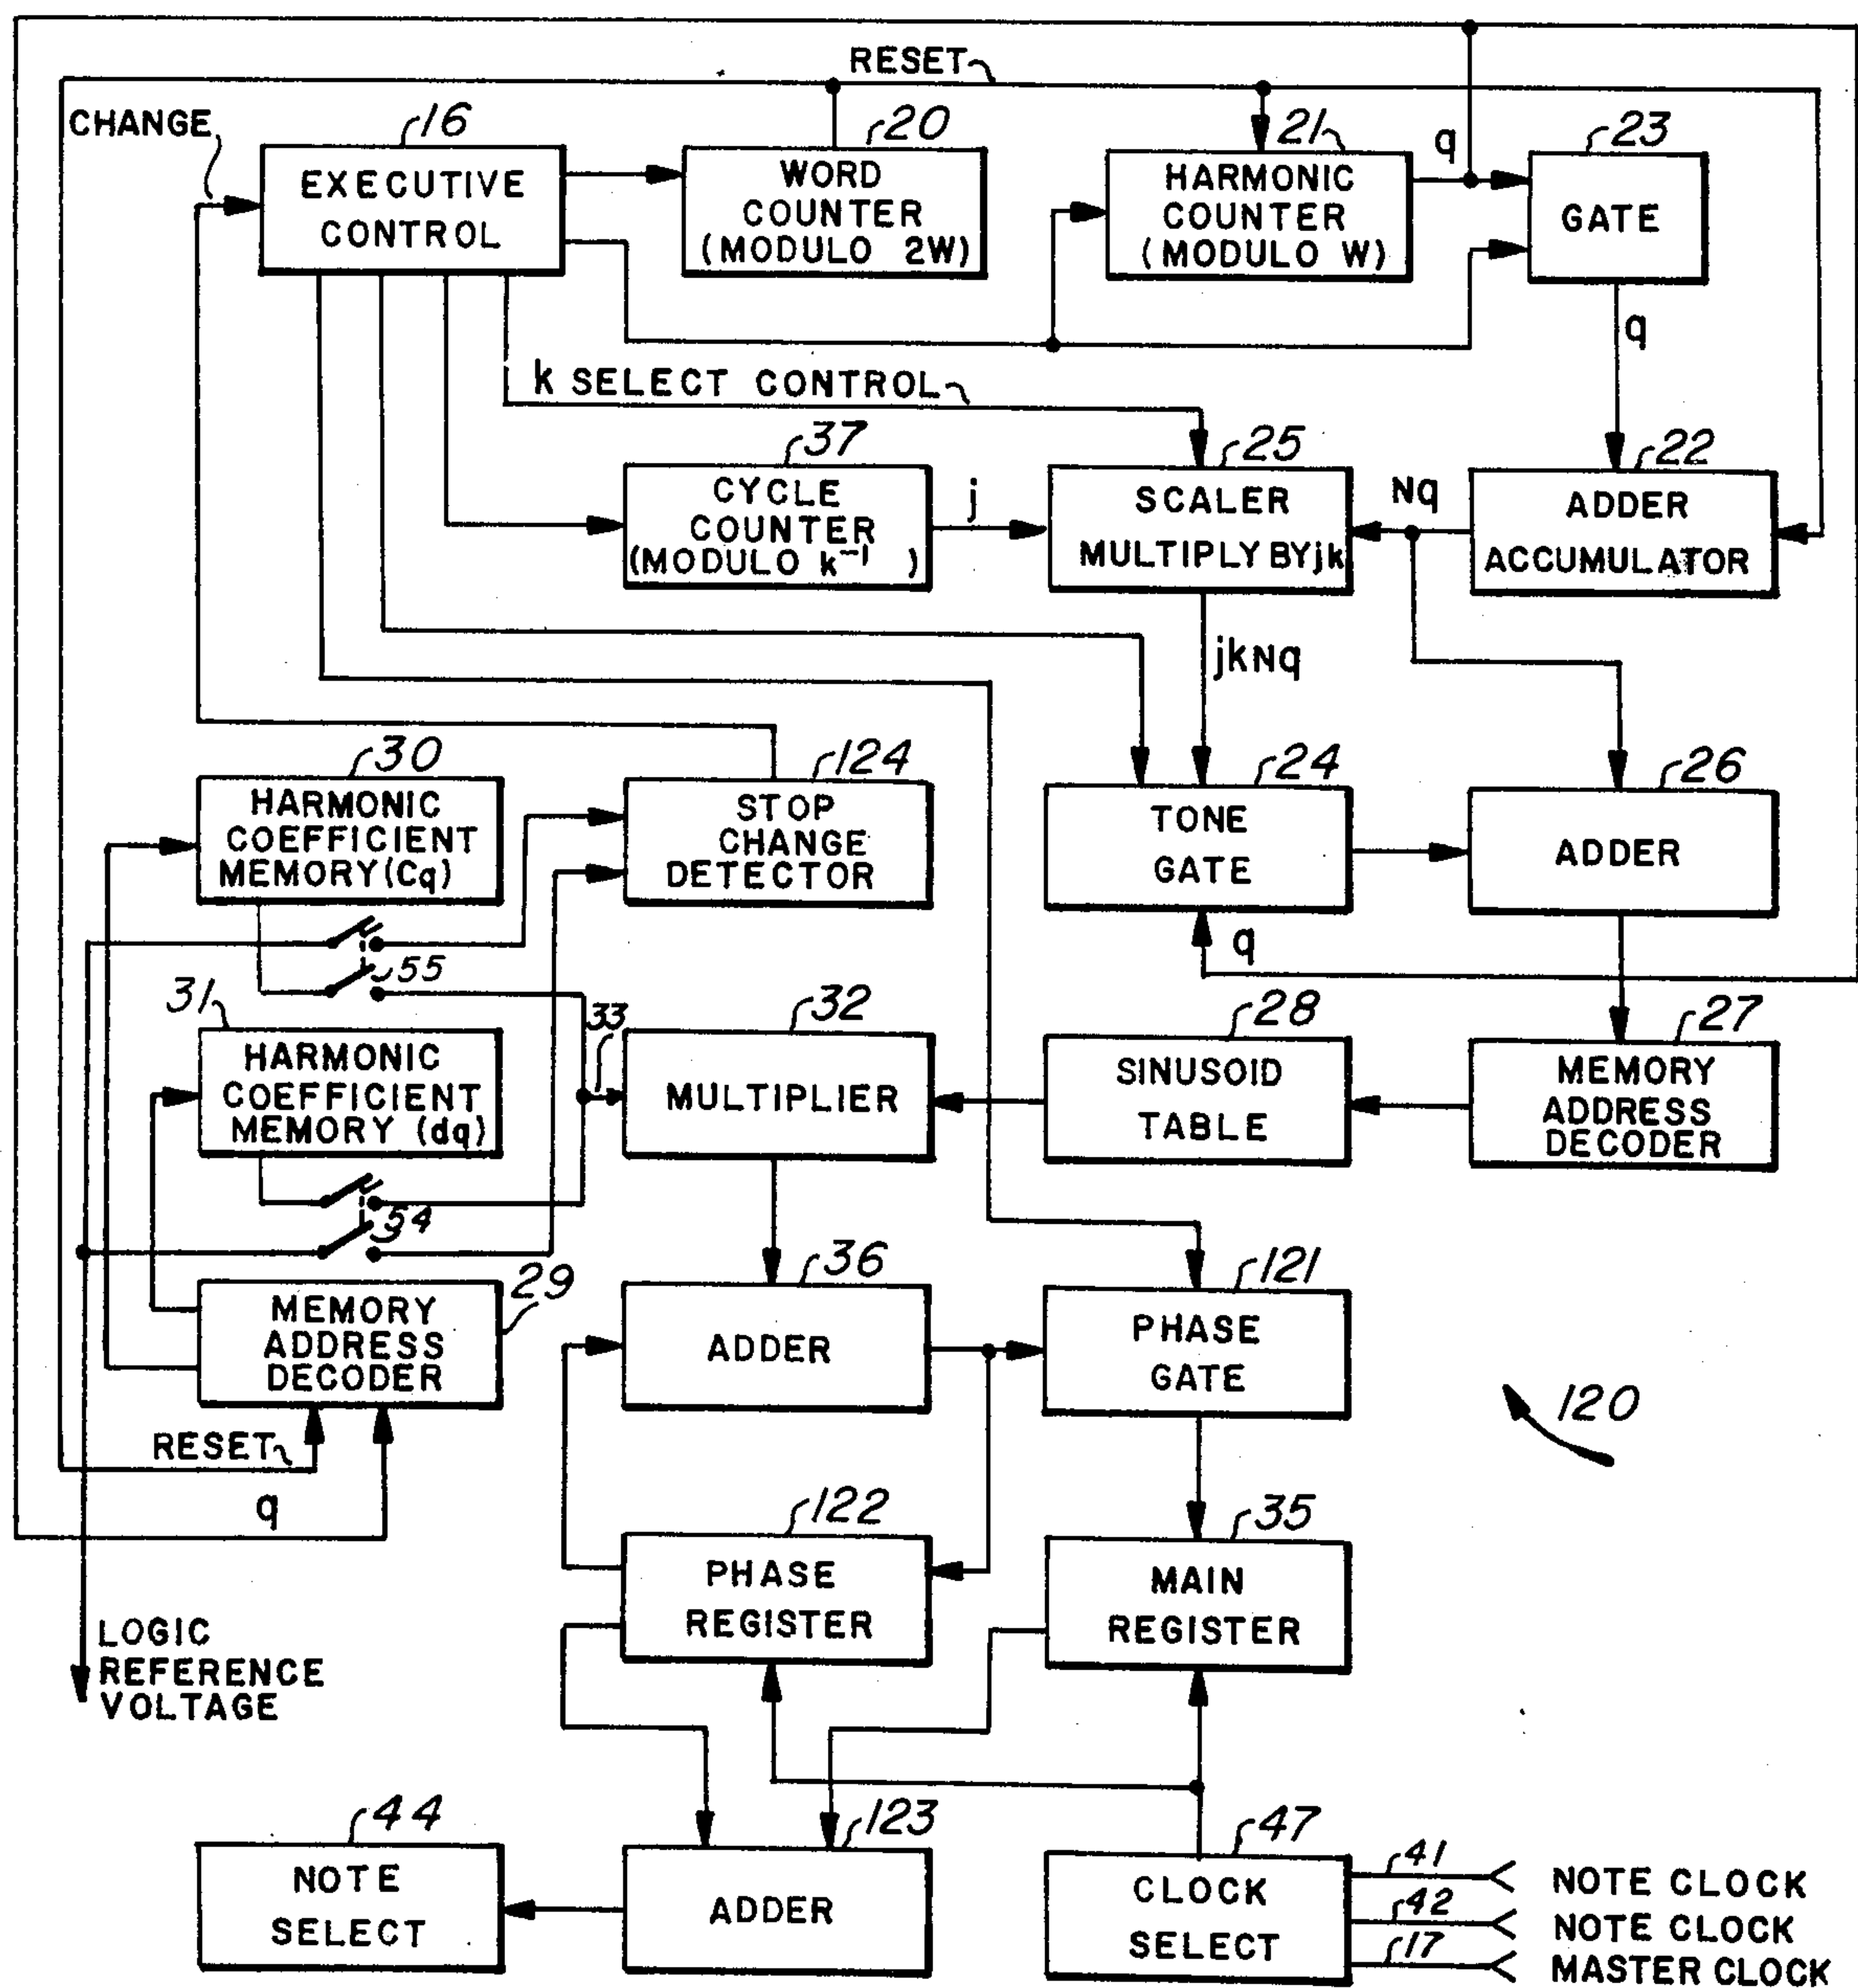 RESET
CHANGE
16
20
21
q
23
EXECUTIVE
CONTROL
WORD
COUNTER
(MODULO 2W)
HARMONIC
COUNTER
(MODULO W)
GATE
q
k SELECT CONTROL
37
25
22
CYCLE
COUNTER
(MODULO k⁻¹ )
j
SCALER
MULTIPLY BY jk
Nq
ADDER
ACCUMULATOR
jkNq
30
124
24
26
HARMONIC
COEFFICIENT
MEMORY (Cq)
STOP
CHANGE
DETECTOR
TONE
GATE
ADDER
q
55
31
33
32
28
27
HARMONIC
COEFFICIENT
MEMORY (dq)
MULTIPLIER
SINUSOID
TABLE
MEMORY
ADDRESS
DECODER
54
29
36
121
MEMORY
ADDRESS
DECODER
ADDER
PHASE
GATE
120
RESET
q
122
35
PHASE
REGISTER
MAIN
REGISTER
LOGIC
REFERENCE
VOLTAGE
44
123
47
NOTE
SELECT
ADDER
CLOCK
SELECT
41
NOTE CLOCK
42
NOTE CLOCK
17
MASTER CLOCK